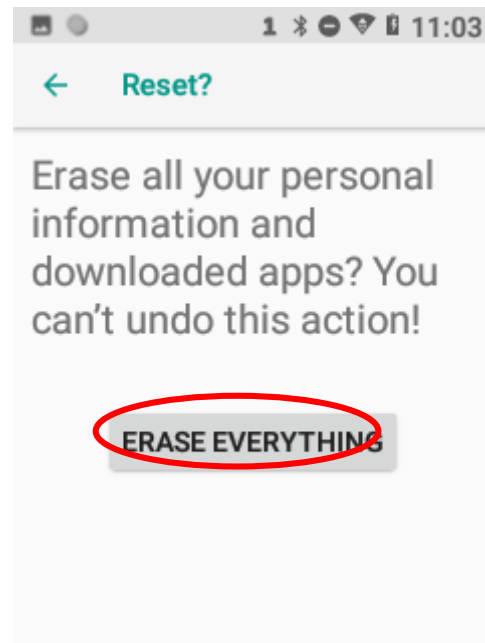 1 11:03
Reset?
Erase all your personal
information and
downloaded apps? You
can't undo this action!
ERASE EVERYTHING